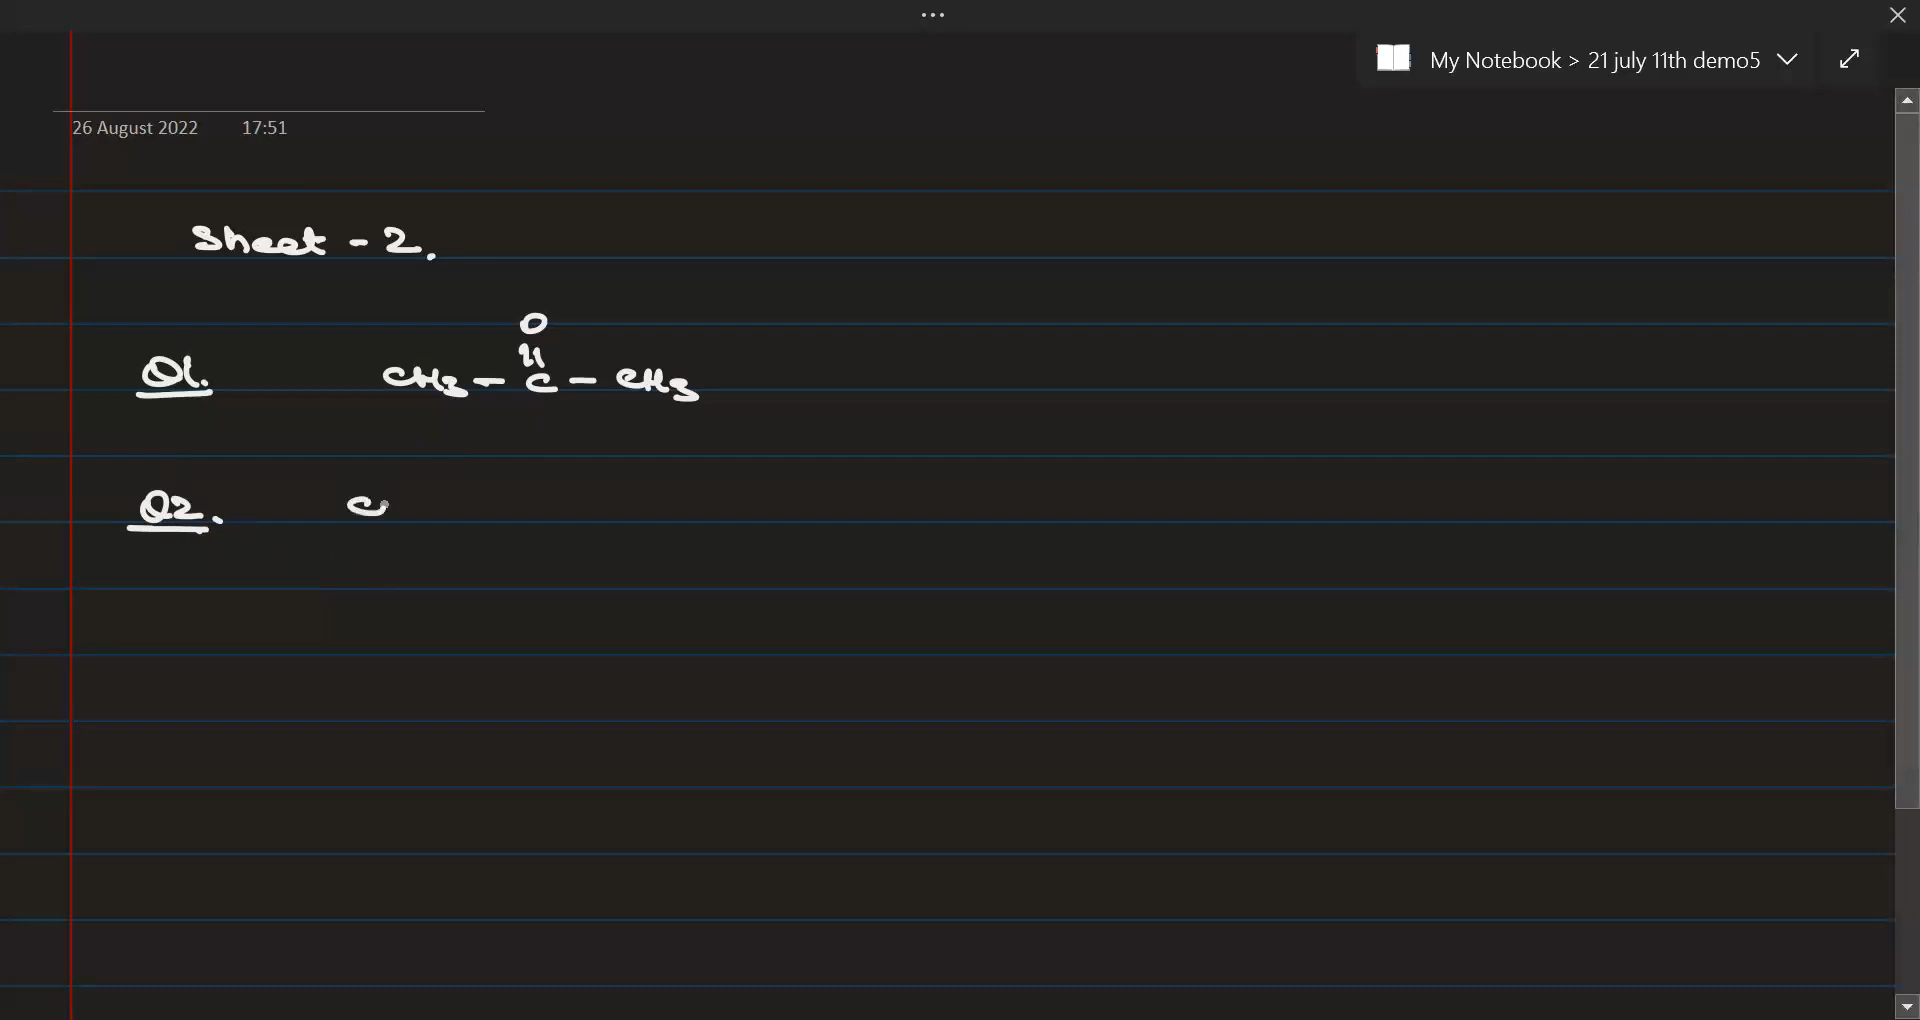 ...
My Notebook > 21 july 11th demo5
26 August 2022 17:51
Sheet - 2.
O
Q1. CH3 - C - CH3
Q2. C